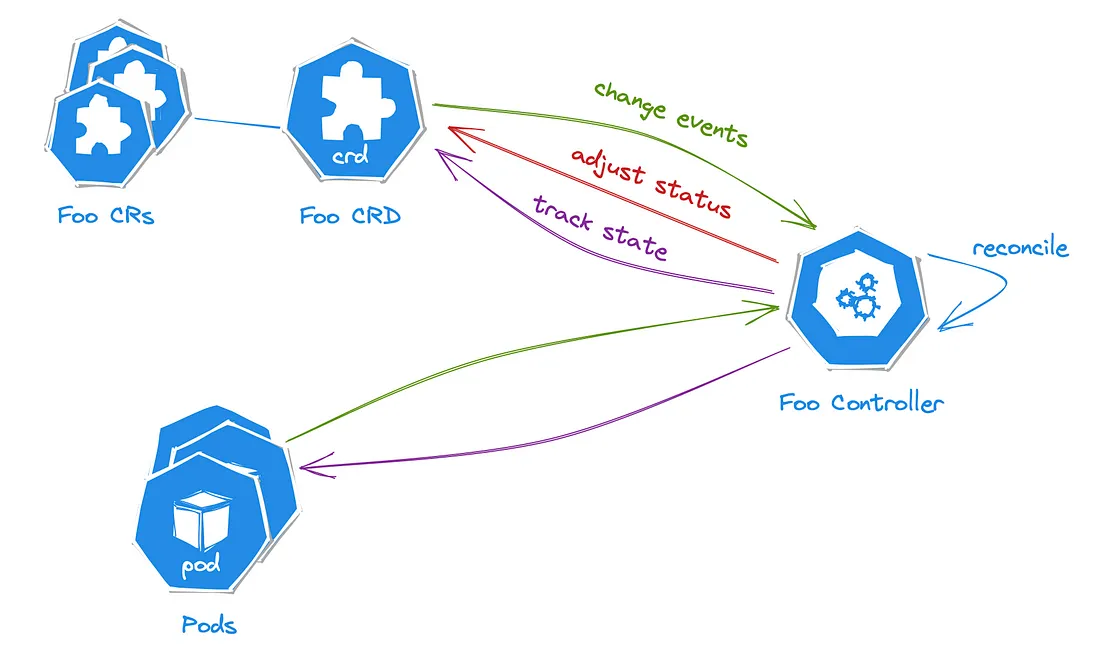 change events
adjust status
track state
crd
Foo CRs
Foo CRD
reconcile
Foo Controller
pod
Pods